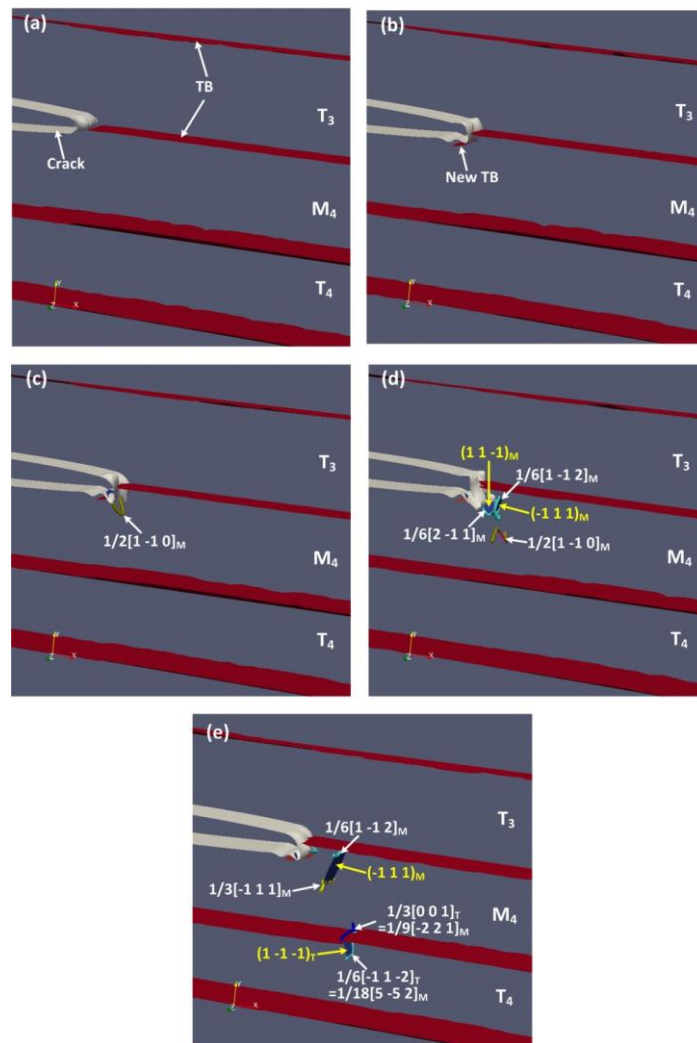 (a)
TB
T3
Crack
M4
T4
Y
Z
X
(b)
T3
New TB
M4
T4
Y
Z
X
(c)
T3
1/2[1 -1 0]M
M4
T4
Y
Z
X
(d)
(1 1 -1)M
T3
1/6[1 -1 2]M
(-1 1 1)M
1/6[2 -1 1]M
1/2[1 -1 0]M
M4
T4
Y
Z
X
(e)
1/6[1 -1 2]M
T3
(-1 1 1)M
1/3[-1 1 1]M
1/3[0 0 1]T
=1/9[-2 2 1]M
M4
(1 -1 -1)T
1/6[-1 1 -2]T
=1/18[5 -5 2]M
T4
Y
Z
X